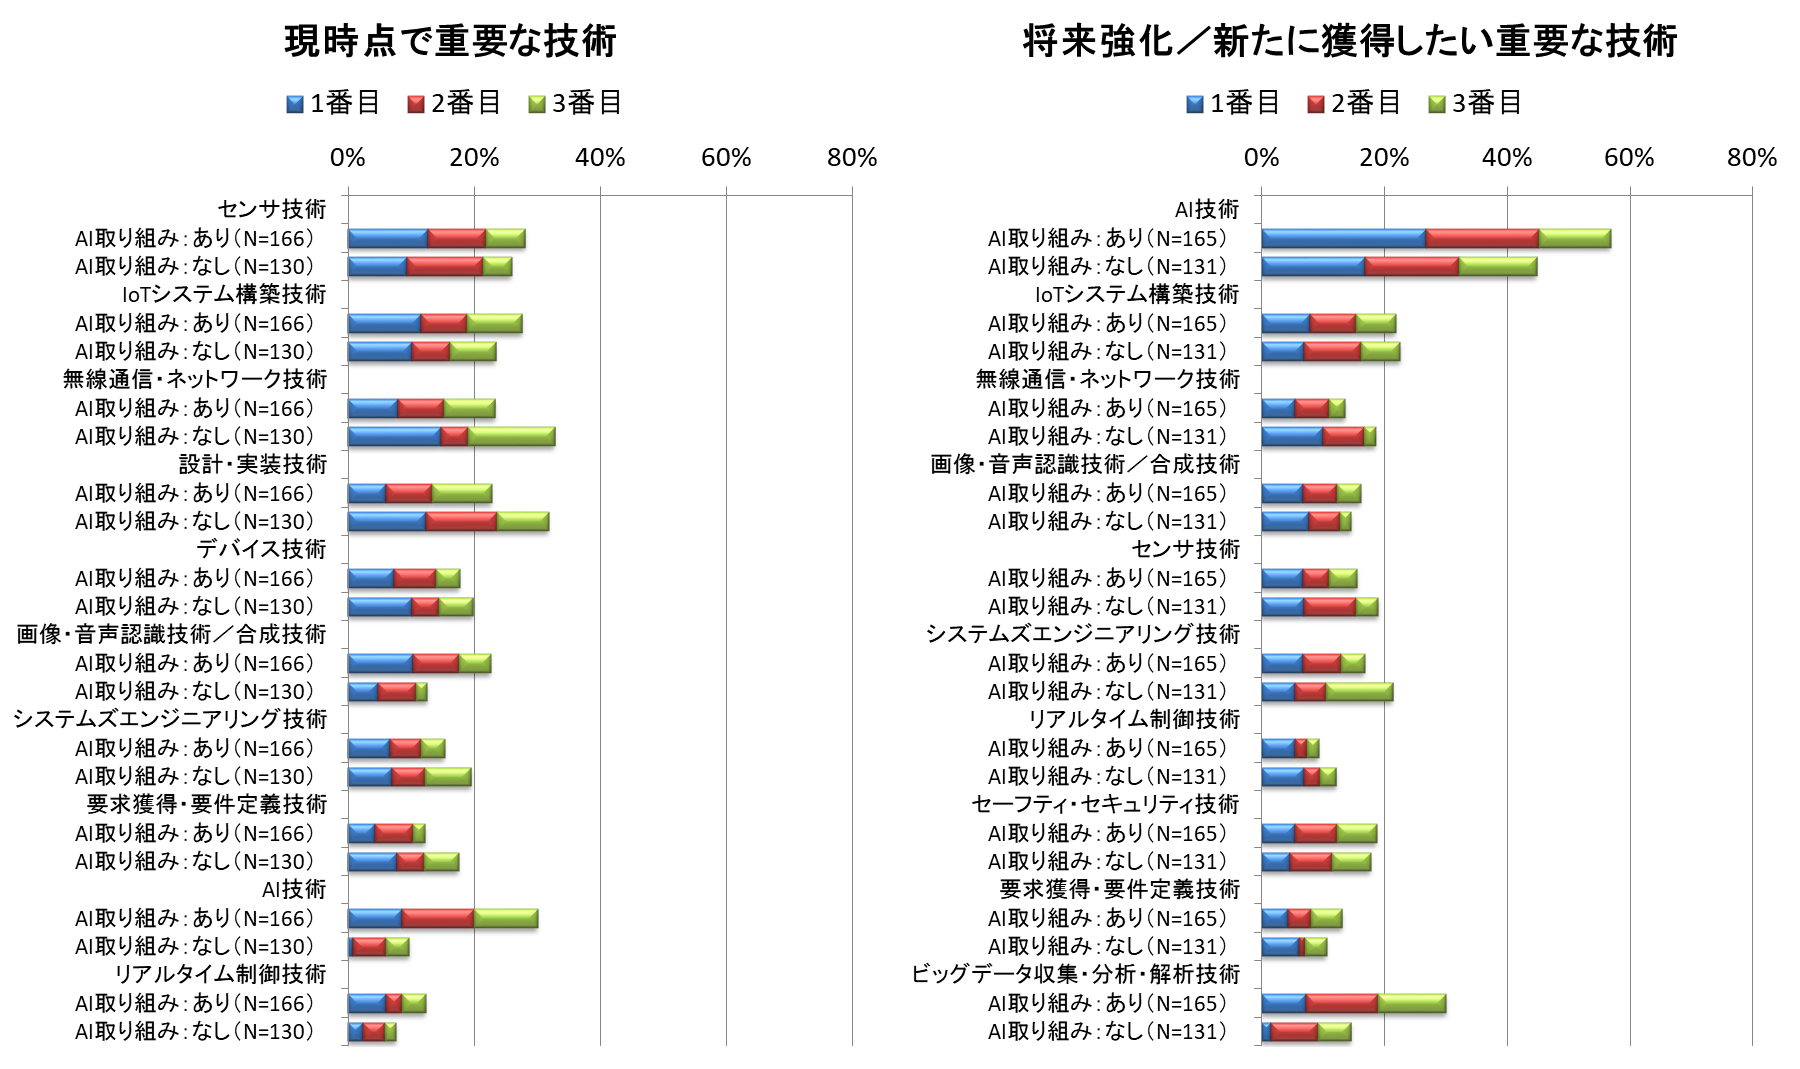 現時点で重要な技術
1番目 2番目 3番目
0% 20% 40% 60% 80%
センサ技術
AI取り組み：あり（N=166）
AI取り組み：なし（N=130）
IoTシステム構築技術
AI取り組み：あり（N=166）
AI取り組み：なし（N=130）
無線通信・ネットワーク技術
AI取り組み：あり（N=166）
AI取り組み：なし（N=130）
設計・実装技術
AI取り組み：あり（N=166）
AI取り組み：なし（N=130）
デバイス技術
AI取り組み：あり（N=166）
AI取り組み：なし（N=130）
画像・音声認識技術／合成技術
AI取り組み：あり（N=166）
AI取り組み：なし（N=130）
システムズエンジニアリング技術
AI取り組み：あり（N=166）
AI取り組み：なし（N=130）
要求獲得・要件定義技術
AI取り組み：あり（N=166）
AI取り組み：なし（N=130）
AI技術
AI取り組み：あり（N=166）
AI取り組み：なし（N=130）
リアルタイム制御技術
AI取り組み：あり（N=166）
AI取り組み：なし（N=130）
将来強化／新たに獲得したい重要な技術
1番目 2番目 3番目
0% 20% 40% 60% 80%
AI技術
AI取り組み：あり（N=165）
AI取り組み：なし（N=131）
IoTシステム構築技術
AI取り組み：あり（N=165）
AI取り組み：なし（N=131）
無線通信・ネットワーク技術
AI取り組み：あり（N=165）
AI取り組み：なし（N=131）
画像・音声認識技術／合成技術
AI取り組み：あり（N=165）
AI取り組み：なし（N=131）
センサ技術
AI取り組み：あり（N=165）
AI取り組み：なし（N=131）
システムズエンジニアリング技術
AI取り組み：あり（N=165）
AI取り組み：なし（N=131）
リアルタイム制御技術
AI取り組み：あり（N=165）
AI取り組み：なし（N=131）
セーフティ・セキュリティ技術
AI取り組み：あり（N=165）
AI取り組み：なし（N=131）
要求獲得・要件定義技術
AI取り組み：あり（N=165）
AI取り組み：なし（N=131）
ビッグデータ収集・分析・解析技術
AI取り組み：あり（N=165）
AI取り組み：なし（N=131）